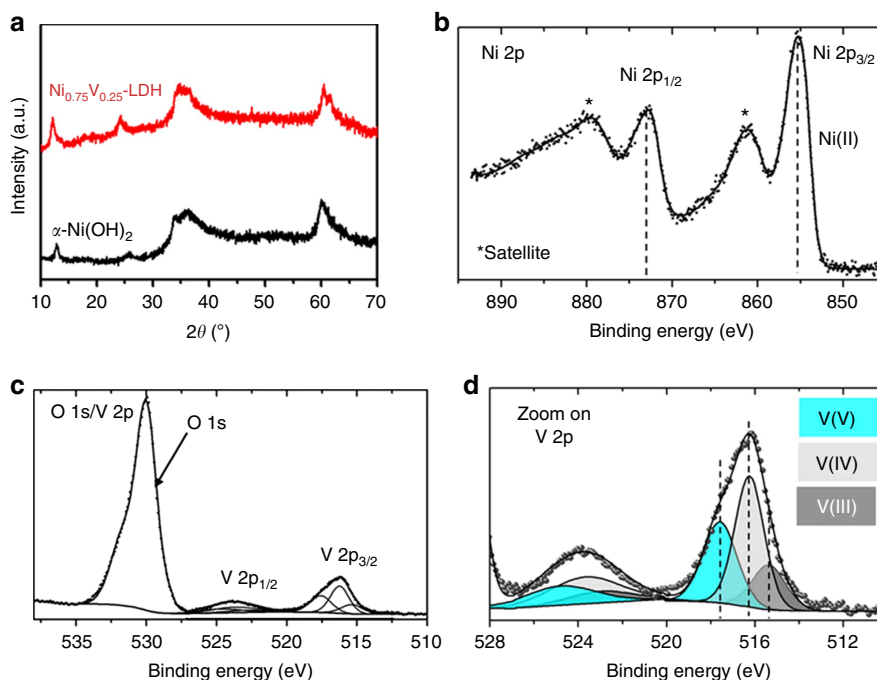 a
Ni0.75V0.25-LDH
α-Ni(OH)2
Intensity (a.u.)
10 20 30 40 50 60 70
2θ (°)
b
Ni 2p
Ni 2p1/2
Ni 2p3/2
*
*
Ni(II)
*Satellite
890 880 870 860 850
Binding energy (eV)
c
O 1s/V 2p
O 1s
V 2p1/2
V 2p3/2
535 530 525 520 515 510
Binding energy (eV)
d
Zoom on
V 2p
V(V)
V(IV)
V(III)
528 524 520 516 512
Binding energy (eV)